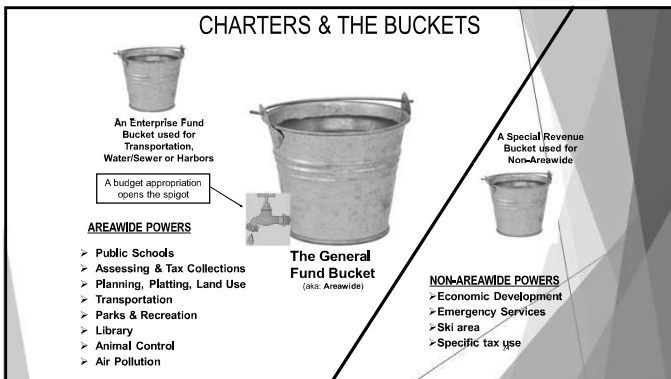 CHARTERS & THE BUCKETS
An Enterprise Fund
Bucket used for
Transportation,
Water/Sewer or Harbors
A budget appropriation
opens the spigot
AREAWIDE POWERS
➢ Public Schools
➢ Assessing & Tax Collections
➢ Planning, Platting, Land Use
➢ Transportation
➢ Parks & Recreation
➢ Library
➢ Animal Control
➢ Air Pollution
The General
Fund Bucket
(aka: Areawide)
A Special Revenue
Bucket used for
Non-Areawide
NON-AREAWIDE POWERS
➢Economic Development
➢Emergency Services
➢Ski area
➢Specific tax use